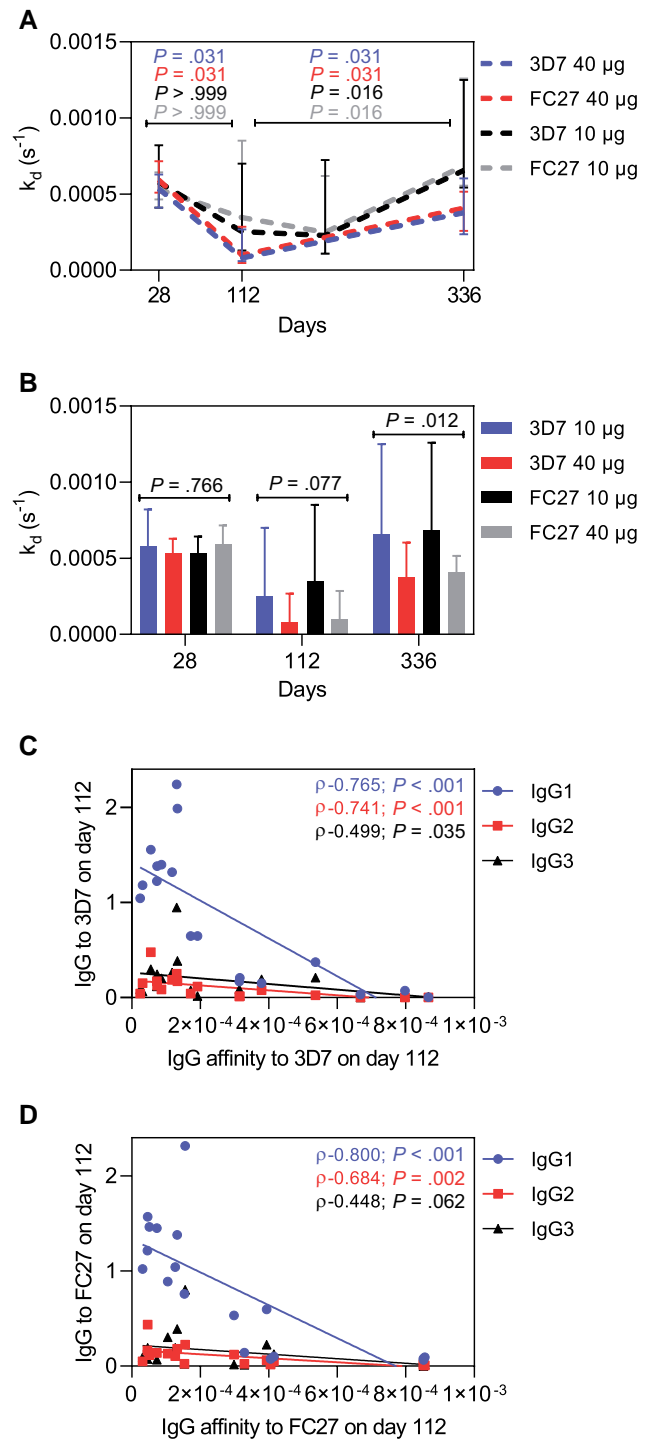 A
0.0015
0.0010
0.0005
0.0000
k_d (s⁻¹)
P = .031
P = .031
P > .999
P > .999
P = .031
P = .031
P = .016
P = .016
28
112
336
Days
3D7 40 µg
FC27 40 µg
3D7 10 µg
FC27 10 µg
B
0.0015
0.0010
0.0005
0.0000
k_d (s⁻¹)
P = .766
P = .077
P = .012
28
112
336
Days
3D7 10 µg
3D7 40 µg
FC27 10 µg
FC27 40 µg
C
IgG to 3D7 on day 112
2
1
0
ρ-0.765; P < .001
ρ-0.741; P < .001
ρ-0.499; P = .035
IgG1
IgG2
IgG3
0 2×10⁻⁴ 4×10⁻⁴ 6×10⁻⁴ 8×10⁻⁴ 1×10⁻³
IgG affinity to 3D7 on day 112
D
IgG to FC27 on day 112
2
1
0
ρ-0.800; P < .001
ρ-0.684; P = .002
ρ-0.448; P = .062
IgG1
IgG2
IgG3
0 2×10⁻⁴ 4×10⁻⁴ 6×10⁻⁴ 8×10⁻⁴ 1×10⁻³
IgG affinity to FC27 on day 112